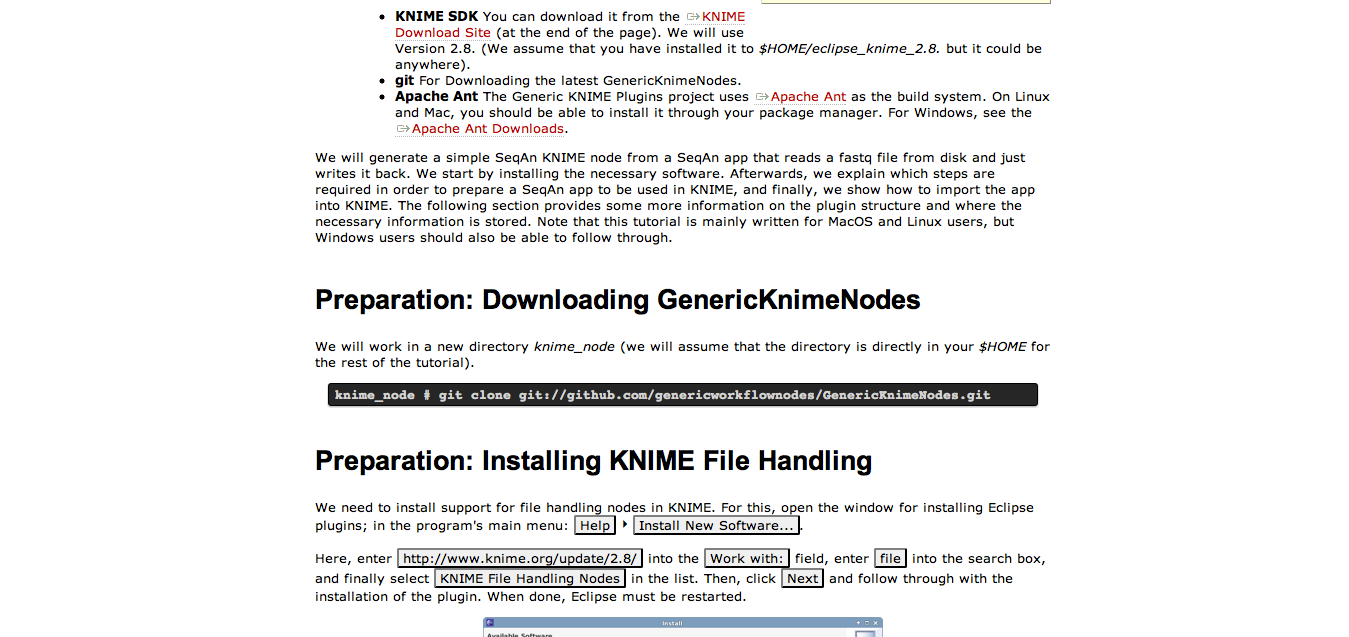 • KNIME SDK You can download it from the KNIME
Download Site (at the end of the page). We will use
Version 2.8. (We assume that you have installed it to $HOME/eclipse_knime_2.8. but it could be
anywhere).
• git For Downloading the latest GenericKnimeNodes.
• Apache Ant The Generic KNIME Plugins project uses Apache Ant as the build system. On Linux
and Mac, you should be able to install it through your package manager. For Windows, see the
Apache Ant Downloads.
We will generate a simple SeqAn KNIME node from a SeqAn app that reads a fastq file from disk and just
writes it back. We start by installing the necessary software. Afterwards, we explain which steps are
required in order to prepare a SeqAn app to be used in KNIME, and finally, we show how to import the app
into KNIME. The following section provides some more information on the plugin structure and where the
necessary information is stored. Note that this tutorial is mainly written for MacOS and Linux users, but
Windows users should also be able to follow through.
Preparation: Downloading GenericKnimeNodes
We will work in a new directory knime_node (we will assume that the directory is directly in your $HOME for
the rest of the tutorial).
knime_node # git clone git://github.com/genericworkflownodes/GenericKnimeNodes.git
Preparation: Installing KNIME File Handling
We need to install support for file handling nodes in KNIME. For this, open the window for installing Eclipse
plugins; in the program's main menu: Help ‣ Install New Software....
Here, enter http://www.knime.org/update/2.8/ into the Work with: field, enter file into the search box,
and finally select KNIME File Handling Nodes in the list. Then, click Next and follow through with the
installation of the plugin. When done, Eclipse must be restarted.
Install
Available Software